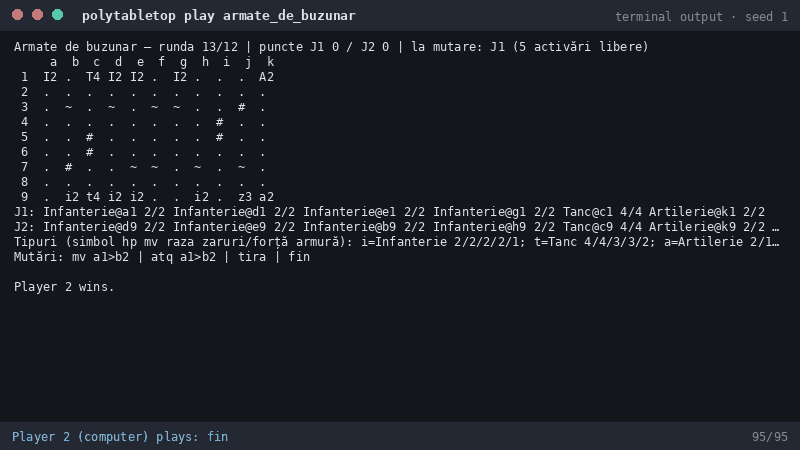 polytabletop play armate_de_buzunar
terminal output · seed 1
Armate de buzunar — runda 13/12 | puncte J1 0 / J2 0 | la mutare: J1 (5 activări libere)
a b c d e f g h i j k
1 I2 . T4 I2 I2 . I2 . . . A2
2 . . . . . . . . . . .
3 . ~ . ~ . ~ ~ . . # .
4 . . . . . . . . # . .
5 . . # . . . . . # . .
6 . . # . . . . . . . .
7 . # . . ~ ~ . ~ . ~ .
8 . . . . . . . . . . .
9 . i2 t4 i2 i2 . . i2 . z3 a2
J1: Infanterie@a1 2/2 Infanterie@d1 2/2 Infanterie@e1 2/2 Infanterie@g1 2/2 Tanc@c1 4/4 Artilerie@k1 2/2
J2: Infanterie@d9 2/2 Infanterie@e9 2/2 Infanterie@b9 2/2 Infanterie@h9 2/2 Tanc@c9 4/4 Artilerie@k9 2/2 …
Tipuri (simbol hp mv raza zaruri/forță armură): i=Infanterie 2/2/2/2/1; t=Tanc 4/4/3/3/2; a=Artilerie 2/1…
Mutări: mv a1>b2 | atq a1>b2 | tira | fin
Player 2 wins.
Player 2 (computer) plays: fin
95/95